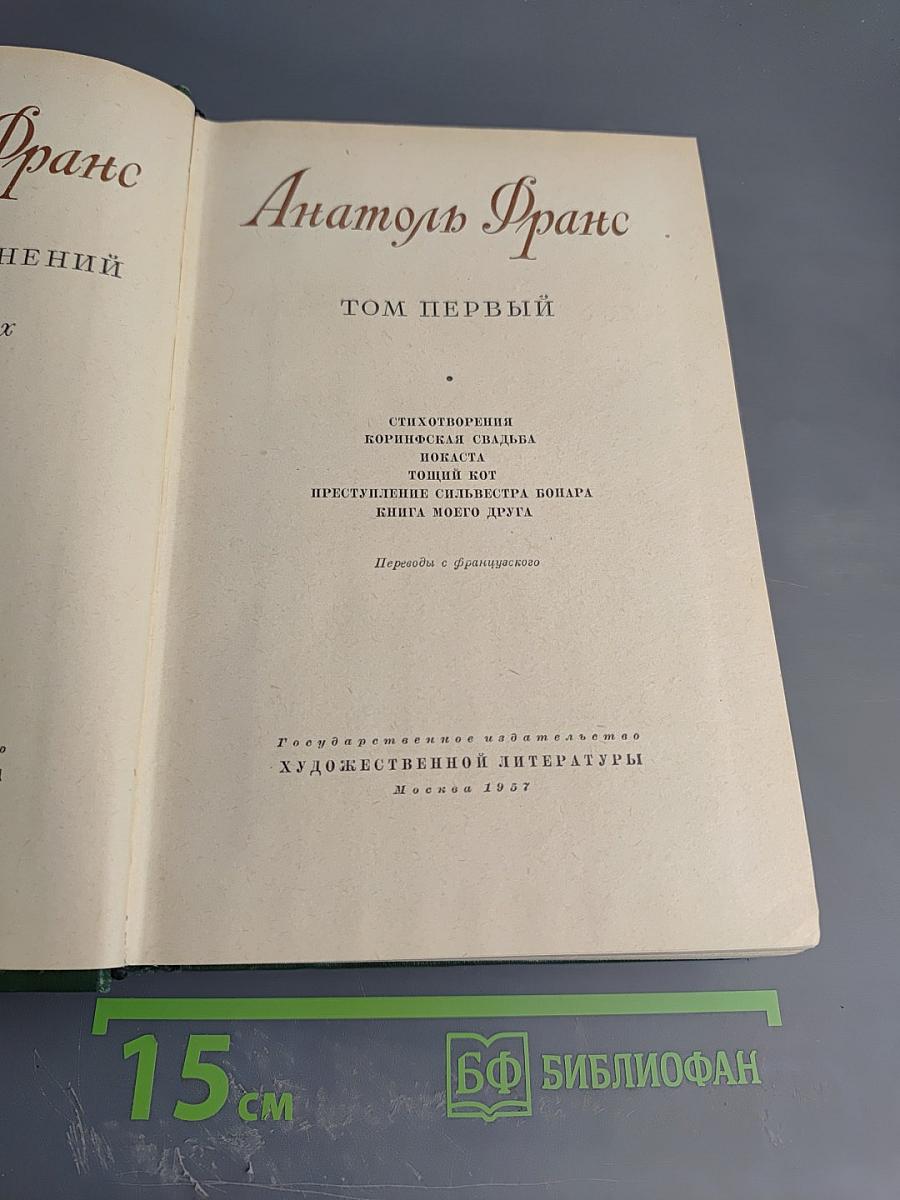 Франс
НЕНИЙ
х
Анатоль Франс
ТОМ ПЕРВЫЙ
СТИХОТВОРЕНИЯ
КОРИНФСКАЯ СВАДЬБА
ИОКАСТА
ТОЩИЙ КОТ
ПРЕСТУПЛЕНИЕ СИЛЬВЕСТРА БОНАРА
КНИГА МОЕГО ДРУГА
Переводы с французского
Государственное издательство
ХУДОЖЕСТВЕННОЙ ЛИТЕРАТУРЫ
Москва 1957
15 см
БФ БИБЛИОФАН